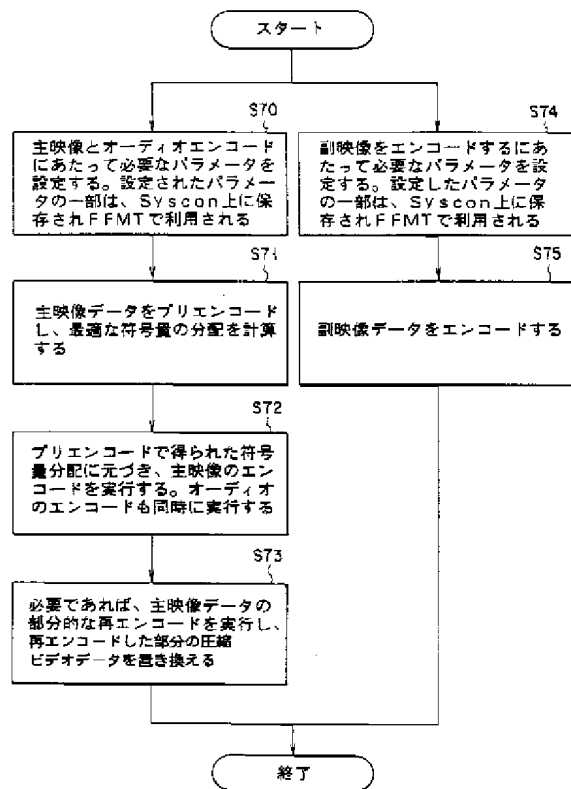 スタート
S70
主映像とオーディオエンコード
にあたって必要なパラメータを
設定する。設定されたパラメー
タの一部は、Syscon上に保
存されFFMTで利用される
S71
主映像データをプリエンコード
し、最適な符号量の分配を計算
する
S72
プリエンコードで得られた符号
量分配に元づき、主映像のエン
コードを実行する。オーディオ
のエンコードも同時に実行する
S73
必要であれば、主映像データの
部分的な再エンコードを実行し、
再エンコードした部分の圧縮
ビデオデータを置き換える
S74
副映像をエンコードするにあ
たって必要なパラメータを設
定する。設定したパラメータ
の一部は、Syscon上に保
存されFFMTで利用される
S75
副映像データをエンコードする
終了